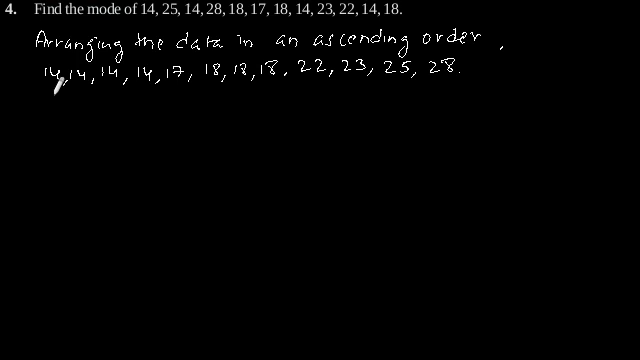 4. Find the mode of 14, 25, 14, 28, 18, 17, 18, 14, 23, 22, 14, 18.
Arranging the data in an ascending order,
14, 14, 14, 14, 17, 18, 18, 18, 22, 23, 25, 28.